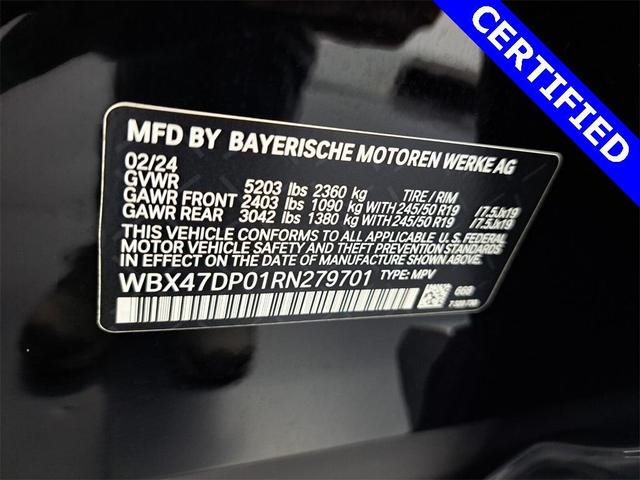 CERTIFIED
MFD BY BAYERISCHE MOTOREN WERKE AG
02/24
GVWR 5203 lbs 2360 kg TIRE / RIM
GAWR FRONT 2403 lbs 1090 kg WITH 245/50 R19 /7.5Jx19
GAWR REAR 3042 lbs 1380 kg WITH 245/50 R19 /7.5Jx19
THIS VEHICLE CONFORMS TO ALL APPLICABLE U.S. FEDERAL
MOTOR VEHICLE SAFETY AND THEFT PREVENTION STANDARDS
IN EFFECT ON THE DATE OF MANUFACTURE SHOWN ABOVE
WBX47DP01RN279701 TYPE: MPV
668